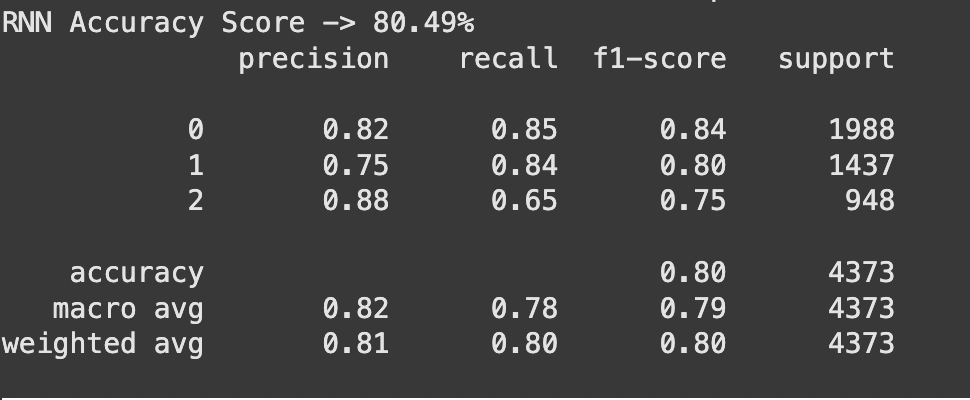 RNN Accuracy Score -> 80.49%
precision recall f1-score support
0 0.82 0.85 0.84 1988
1 0.75 0.84 0.80 1437
2 0.88 0.65 0.75 948
accuracy 0.80 4373
macro avg 0.82 0.78 0.79 4373
weighted avg 0.81 0.80 0.80 4373